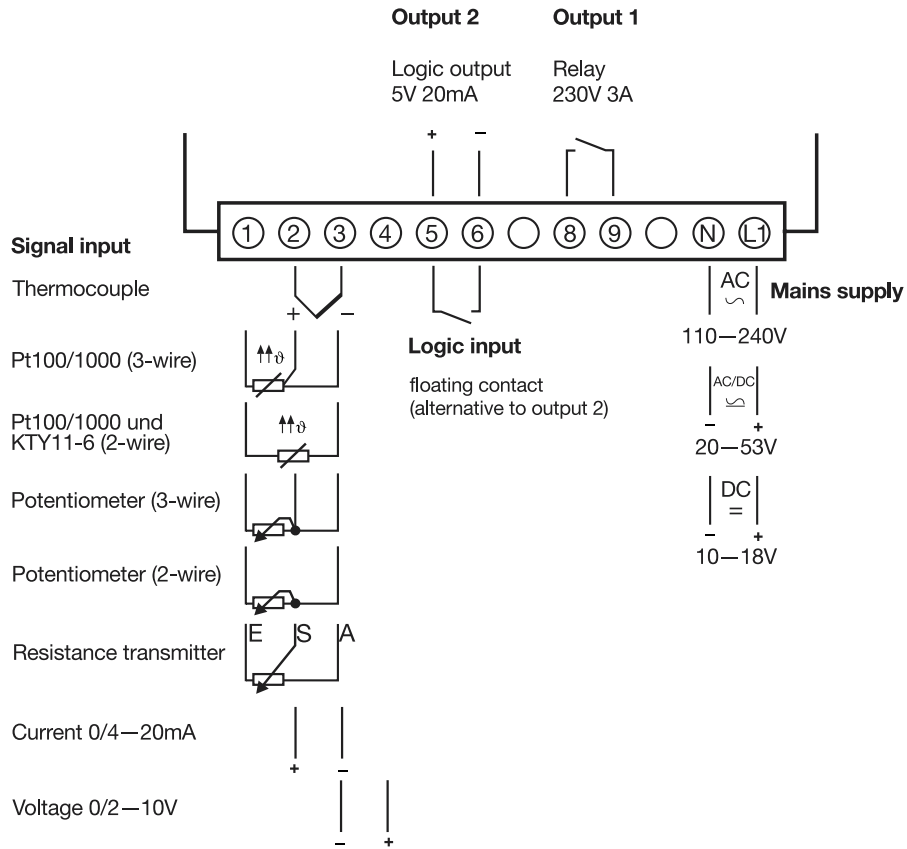 Output 2
Output 1
Logic output
5V 20mA
Relay
230V 3A
+ −
1 2 3 4 5 6 8 9 N L1
Signal input
Thermocouple
+ −
Logic input
floating contact
(alternative to output 2)
AC
Mains supply
110—240V
AC/DC
− +
20—53V
DC
=
− +
10—18V
Pt100/1000 (3-wire)
ϑ
Pt100/1000 und
KTY11-6 (2-wire)
ϑ
Potentiometer (3-wire)
Potentiometer (2-wire)
Resistance transmitter
E S A
Current 0/4—20mA
+ −
Voltage 0/2—10V
− +